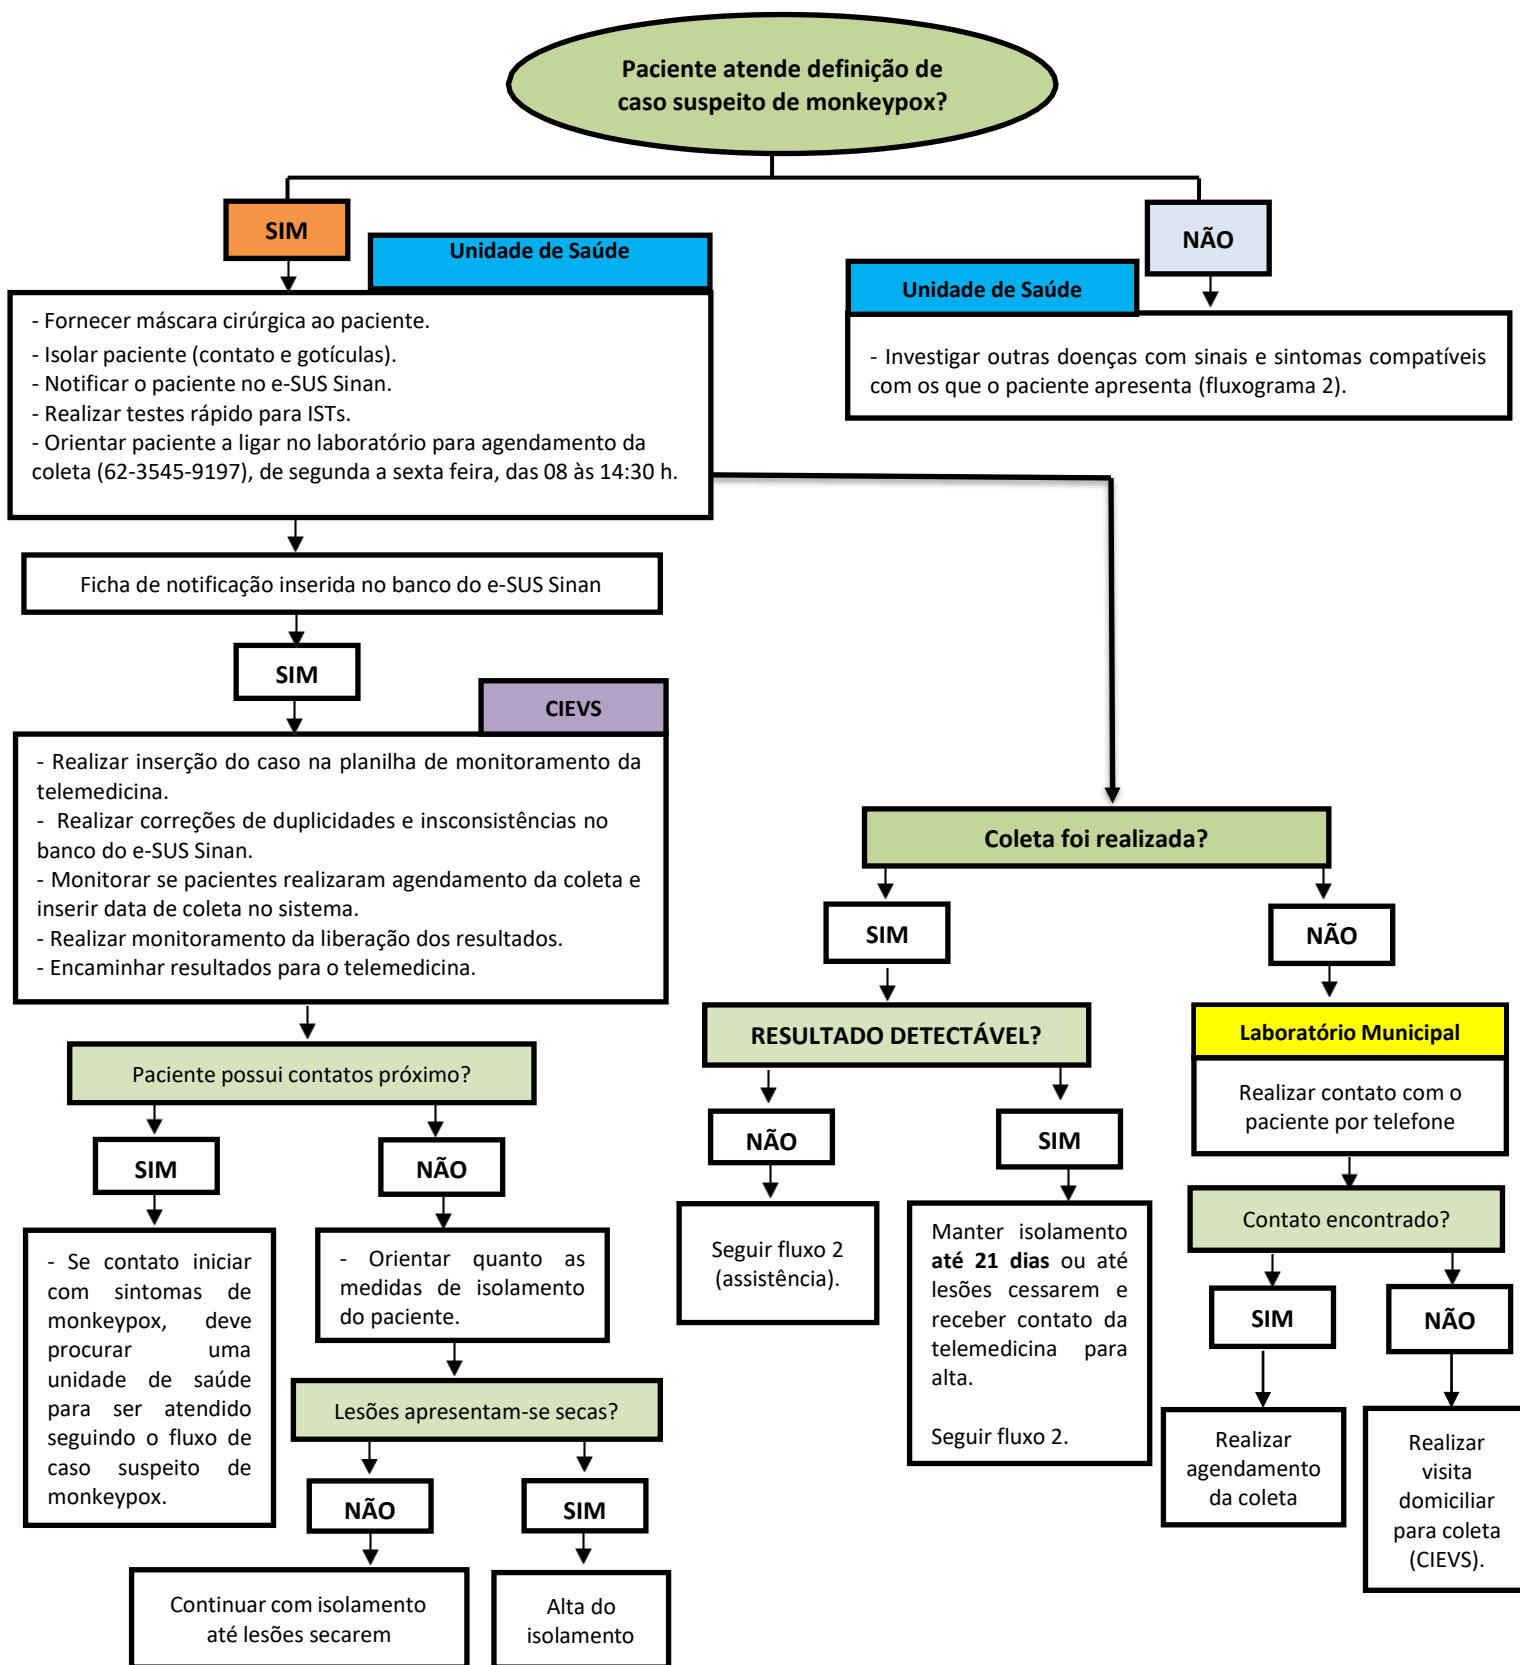 Paciente atende definição de
caso suspeito de monkeypox?
SIM
NÃO
Unidade de Saúde
- Fornecer máscara cirúrgica ao paciente.
- Isolar paciente (contato e gotículas).
- Notificar o paciente no e-SUS Sinan.
- Realizar testes rápido para ISTs.
- Orientar paciente a ligar no laboratório para agendamento da
coleta (62-3545-9197), de segunda a sexta feira, das 08 às 14:30 h.
Unidade de Saúde
- Investigar outras doenças com sinais e sintomas compatíveis
com os que o paciente apresenta (fluxograma 2).
Ficha de notificação inserida no banco do e-SUS Sinan
SIM
CIEVS
- Realizar inserção do caso na planilha de monitoramento da
telemedicina.
- Realizar correções de duplicidades e insconsistências no
banco do e-SUS Sinan.
- Monitorar se pacientes realizaram agendamento da coleta e
inserir data de coleta no sistema.
- Realizar monitoramento da liberação dos resultados.
- Encaminhar resultados para o telemedicina.
Paciente possui contatos próximo?
SIM
NÃO
- Se contato iniciar
com sintomas de
monkeypox, deve
procurar uma
unidade de saúde
para ser atendido
seguindo o fluxo de
caso suspeito de
monkeypox.
- Orientar quanto as
medidas de isolamento
do paciente.
Lesões apresentam-se secas?
NÃO
SIM
Continuar com isolamento
até lesões secarem
Alta do
isolamento
Coleta foi realizada?
SIM
NÃO
RESULTADO DETECTÁVEL?
NÃO
SIM
Seguir fluxo 2
(assistência).
Manter isolamento
até 21 dias ou até
lesões cessarem e
receber contato da
telemedicina para
alta.
Seguir fluxo 2.
Laboratório Municipal
Realizar contato com o
paciente por telefone
Contato encontrado?
SIM
NÃO
Realizar
agendamento
da coleta
Realizar
visita
domiciliar
para coleta
(CIEVS).